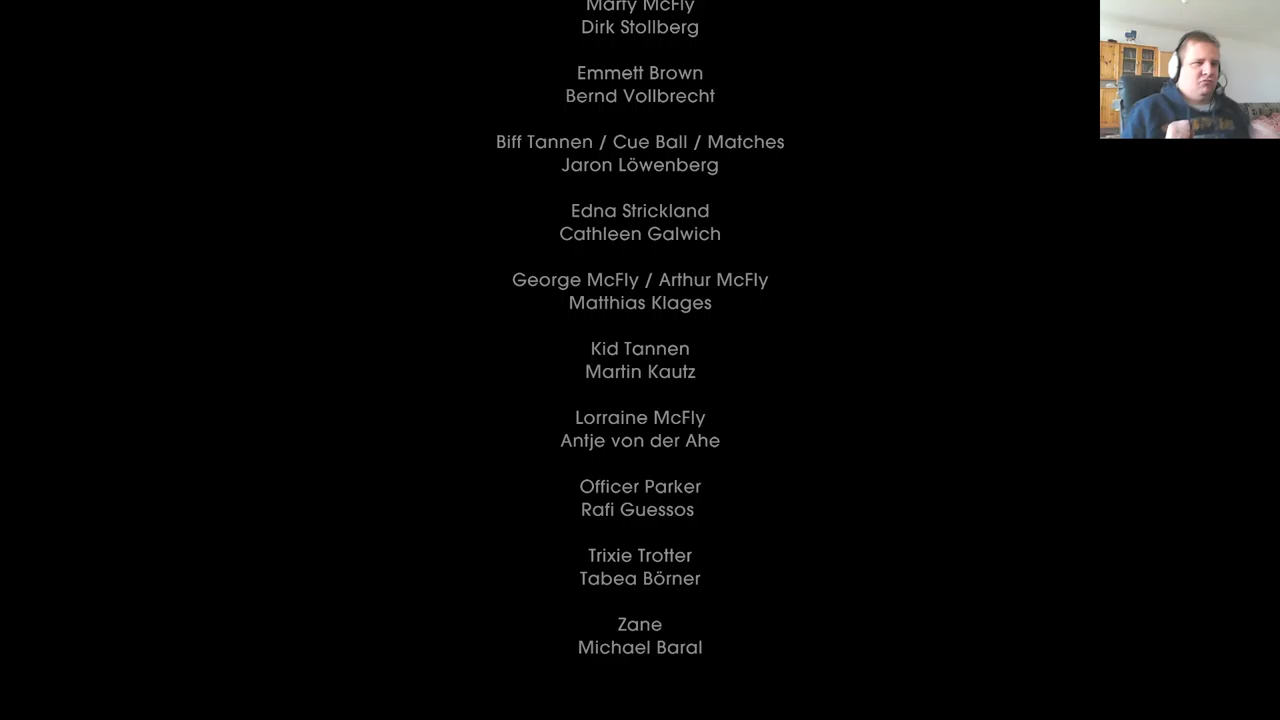 Marty McFly
Dirk Stollberg
Emmett Brown
Bernd Vollbrecht
Biff Tannen / Cue Ball / Matches
Jaron Löwenberg
Edna Strickland
Cathleen Galwich
George McFly / Arthur McFly
Matthias Klages
Kid Tannen
Martin Kautz
Lorraine McFly
Antje von der Ahe
Officer Parker
Rafi Guessos
Trixie Trotter
Tabea Börner
Zane
Michael Baral